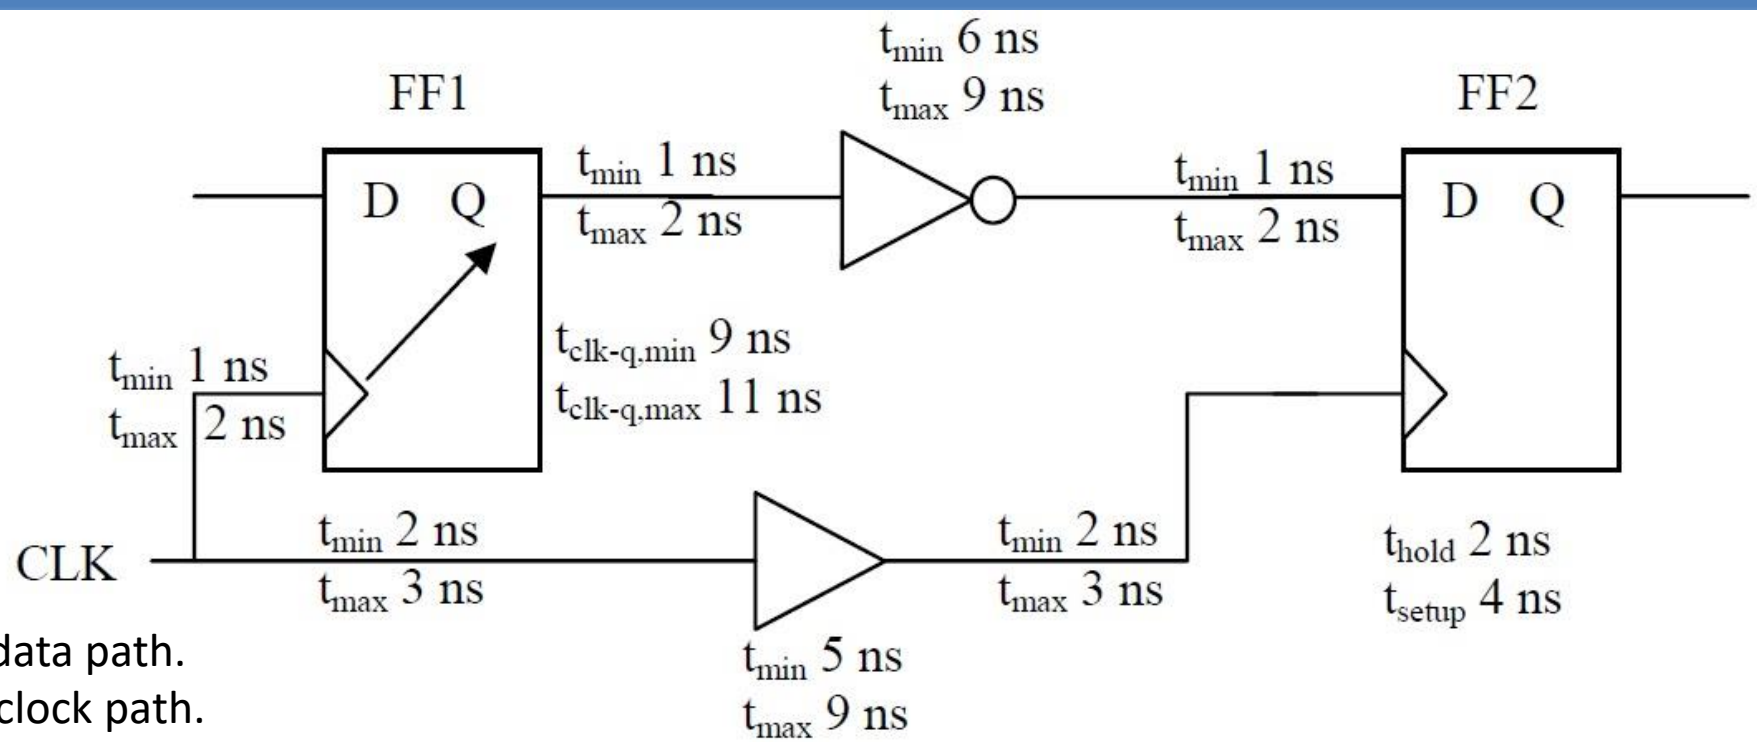 t_min 6 ns
t_max 9 ns
FF1
FF2
t_min 1 ns
t_max 2 ns
t_min 1 ns
t_max 2 ns
D Q
D Q
t_clk-q,min 9 ns
t_clk-q,max 11 ns
t_min 1 ns
t_max 2 ns
CLK
t_min 2 ns
t_max 3 ns
t_min 2 ns
t_max 3 ns
t_hold 2 ns
t_setup 4 ns
data path.
clock path.
t_min 5 ns
t_max 9 ns